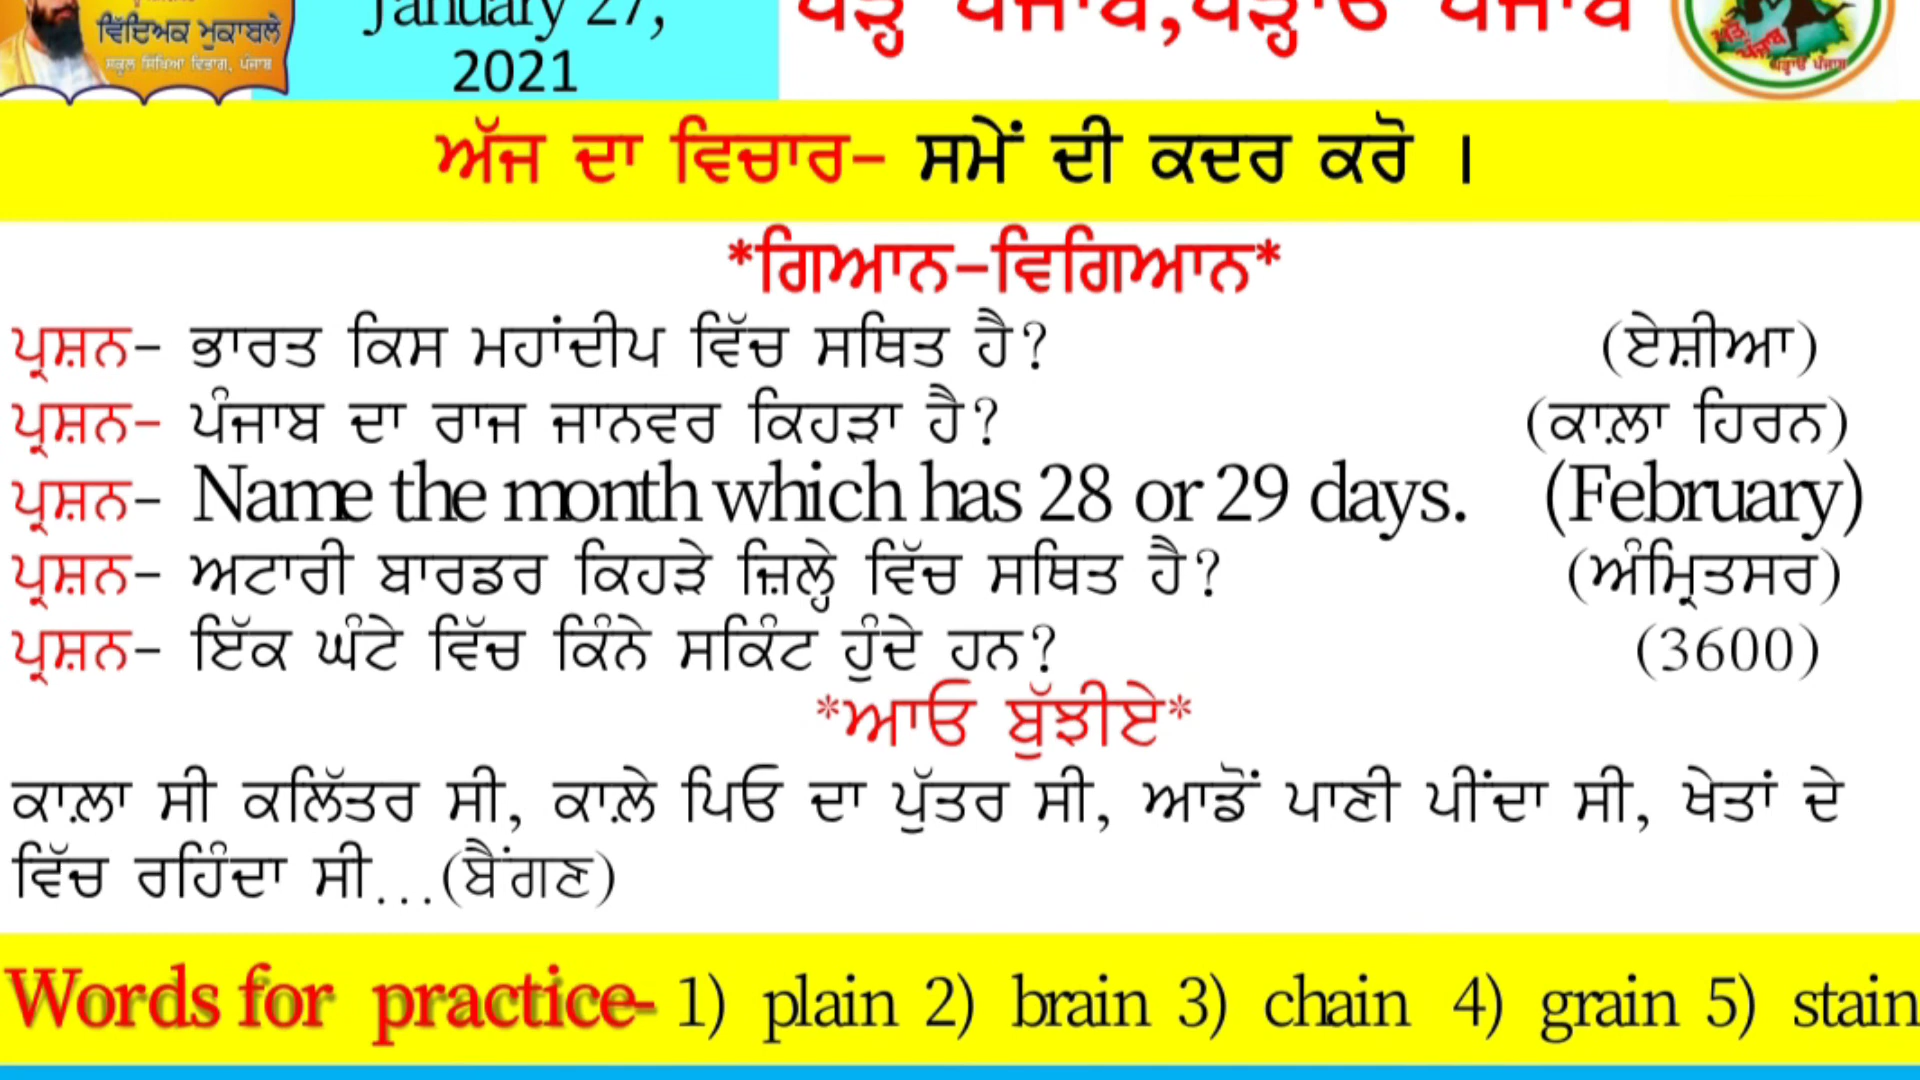 ਵਿੱਦਿਅਕ ਮੁਕਾਬਲੇ
ਸਕੂਲ ਸਿੱਖਿਆ ਵਿਭਾਗ, ਪੰਜਾਬ
January 27,
2021
ਪੜ੍ਹੋ ਪੰਜਾਬ,ਪੜ੍ਹਾਓ ਪੰਜਾਬ
ਅੱਜ ਦਾ ਵਿਚਾਰ- ਸਮੇਂ ਦੀ ਕਦਰ ਕਰੋ ।
*ਗਿਆਨ-ਵਿਗਿਆਨ*
ਪ੍ਰਸ਼ਨ- ਭਾਰਤ ਕਿਸ ਮਹਾਂਦੀਪ ਵਿੱਚ ਸਥਿਤ ਹੈ? (ਏਸ਼ੀਆ)
ਪ੍ਰਸ਼ਨ- ਪੰਜਾਬ ਦਾ ਰਾਜ ਜਾਨਵਰ ਕਿਹੜਾ ਹੈ? (ਕਾਲ਼ਾ ਹਿਰਨ)
ਪ੍ਰਸ਼ਨ- Name the month which has 28 or 29 days. (February)
ਪ੍ਰਸ਼ਨ- ਅਟਾਰੀ ਬਾਰਡਰ ਕਿਹੜੇ ਜ਼ਿਲ੍ਹੇ ਵਿੱਚ ਸਥਿਤ ਹੈ? (ਅੰਮ੍ਰਿਤਸਰ)
ਪ੍ਰਸ਼ਨ- ਇੱਕ ਘੰਟੇ ਵਿੱਚ ਕਿੰਨੇ ਸਕਿੰਟ ਹੁੰਦੇ ਹਨ? (3600)
*ਆਓ ਬੁੱਝੀਏ*
ਕਾਲ਼ਾ ਸੀ ਕਲਿੱਤਰ ਸੀ, ਕਾਲ਼ੇ ਪਿਓ ਦਾ ਪੁੱਤਰ ਸੀ, ਆਡੋਂ ਪਾਣੀ ਪੀਂਦਾ ਸੀ, ਖੇਤਾਂ ਦੇ
ਵਿੱਚ ਰਹਿੰਦਾ ਸੀ...(ਬੈਂਗਣ)
Words for practice- 1) plain 2) brain 3) chain 4) grain 5) stain